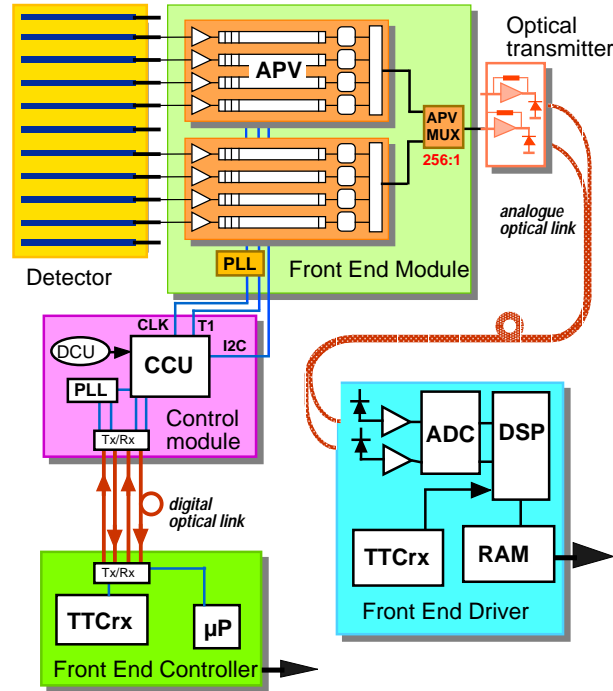 Optical
transmitter
APV
APV
MUX
256:1
analogue
optical link
Detector
PLL
Front End Module
CLK
T1
I2C
DCU
CCU
PLL
Control
module
Tx/Rx
digital
optical link
ADC
DSP
TTCrx
RAM
Front End Driver
Tx/Rx
TTCrx
µP
Front End Controller